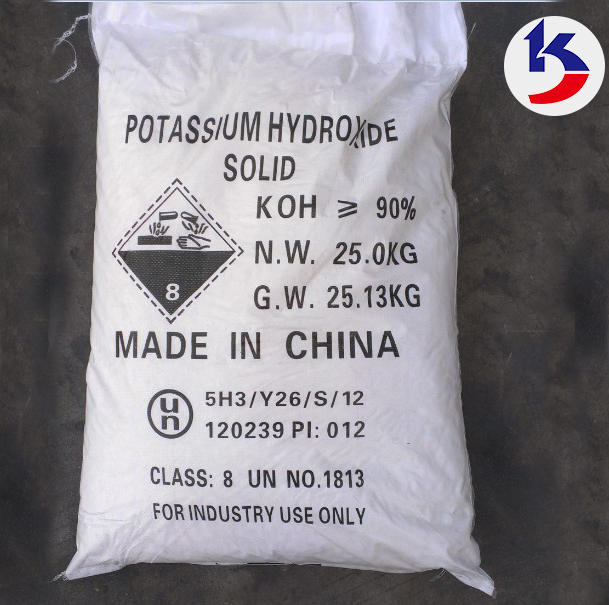 POTASSIUM HYDROXIDE
SOLID
KOH ≥ 90%
N.W. 25.0KG
G.W. 25.13KG
8
MADE IN CHINA
un
5H3/Y26/S/12
120239 PI: 012
CLASS: 8 UN NO.1813
FOR INDUSTRY USE ONLY